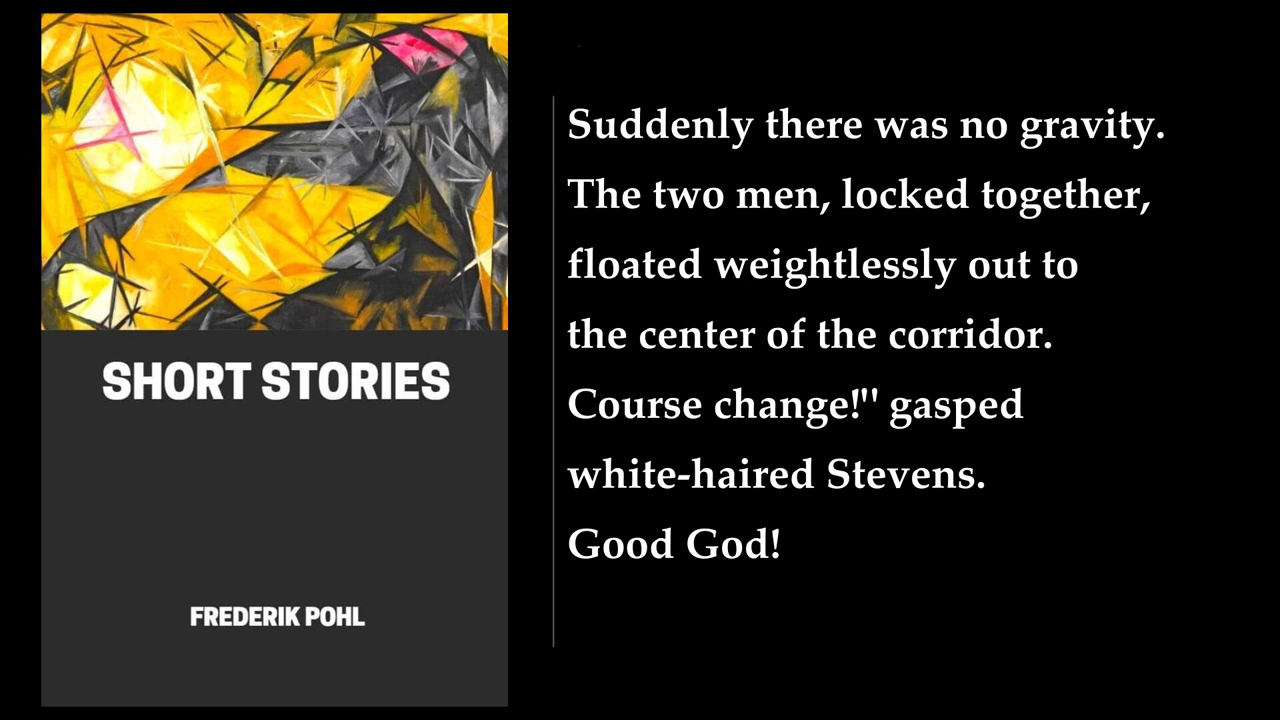 SHORT STORIES
FREDERIK POHL
Suddenly there was no gravity.
The two men, locked together,
floated weightlessly out to
the center of the corridor.
Course change!" gasped
white-haired Stevens.
Good God!